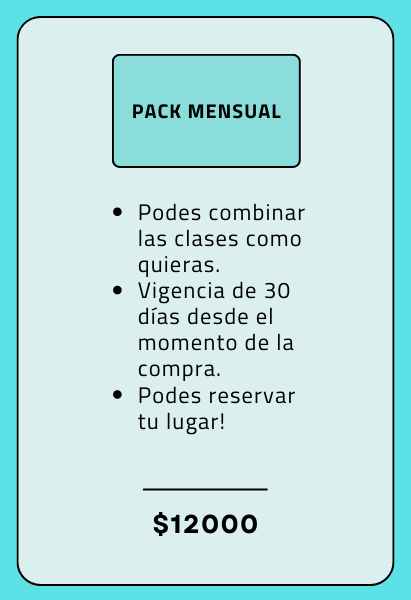 PACK MENSUAL
• Podes combinar
las clases como
quieras.
• Vigencia de 30
días desde el
momento de la
compra.
• Podes reservar
tu lugar!
$12000